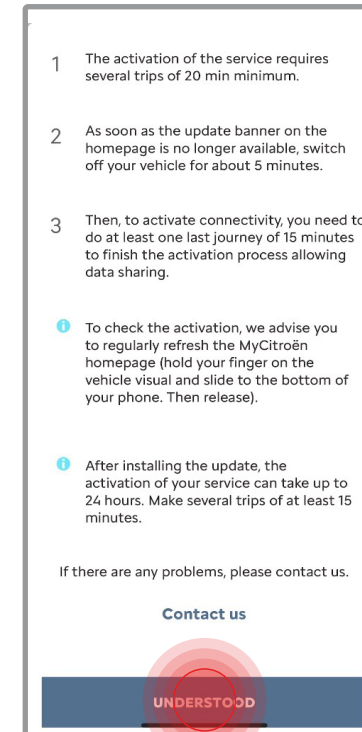 1 The activation of the service requires
several trips of 20 min minimum.
2 As soon as the update banner on the
homepage is no longer available, switch
off your vehicle for about 5 minutes.
3 Then, to activate connectivity, you need to
do at least one last journey of 15 minutes
to finish the activation process allowing
data sharing.
i To check the activation, we advise you
to regularly refresh the MyCitroën
homepage (hold your finger on the
vehicle visual and slide to the bottom of
your phone. Then release).
i After installing the update, the
activation of your service can take up to
24 hours. Make several trips of at least 15
minutes.
If there are any problems, please contact us.
Contact us
UNDERSTOOD